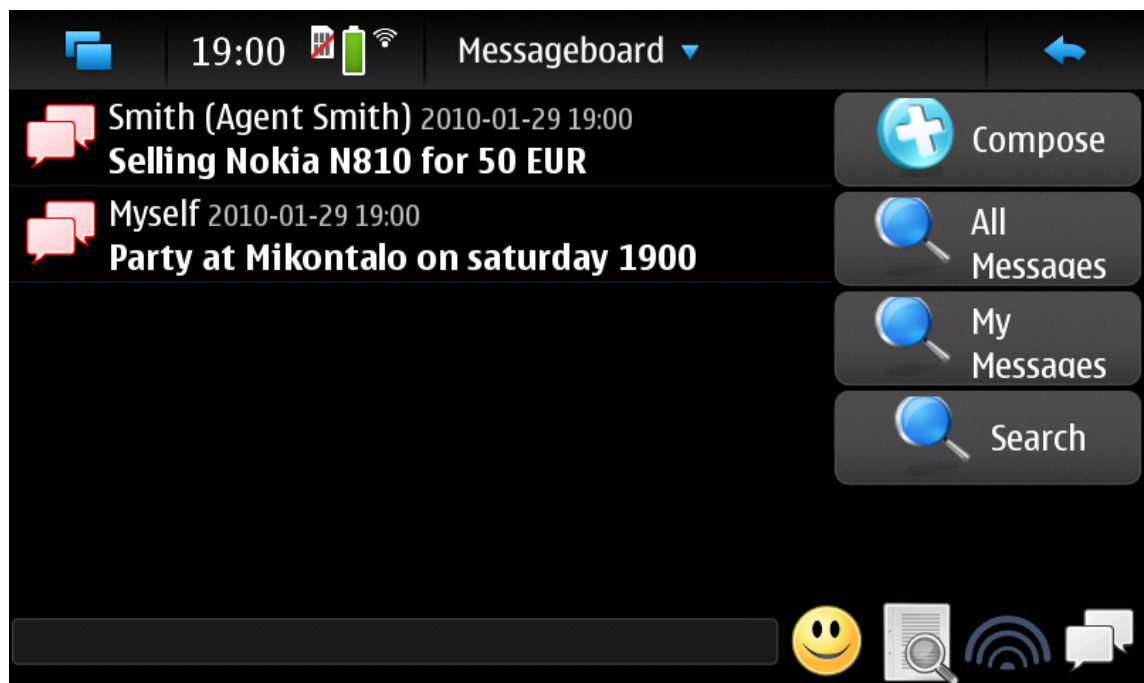 19:00 Messageboard
Smith (Agent Smith) 2010-01-29 19:00
Selling Nokia N810 for 50 EUR
Myself 2010-01-29 19:00
Party at Mikontalo on saturday 1900
Compose
All
Messages
My
Messages
Search